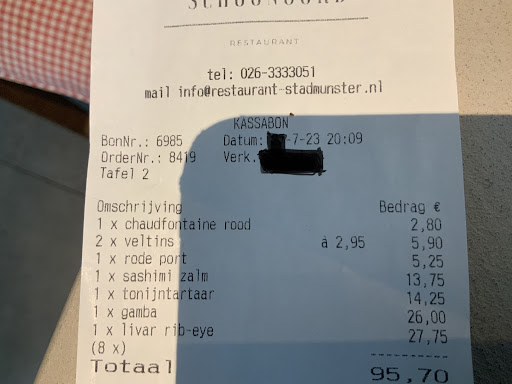 SCHOONOORD
RESTAURANT
tel: 026-3333051
mail info@restaurant-stadmunster.nl
KASSABON
BonNr.: 6985 Datum: -7-23 20:09
OrderNr.: 8419 Verk.
Tafel 2
Omschrijving Bedrag €
1 x chaudfontaine rood 2,80
2 x veltins à 2,95 5,90
1 x rode port 5,25
1 x sashimi zalm 13,75
1 x tonijntartaar 14,25
1 x gamba 26,00
1 x livar rib-eye 27,75
(8 x) --------
Totaal 95,70